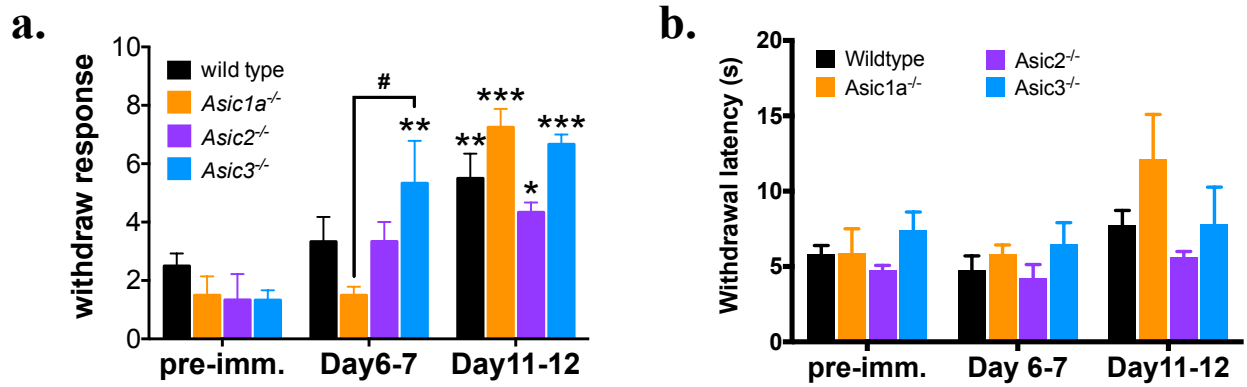 a.
withdraw response
10
8
6
4
2
0
wild type
Asic1a-/-
Asic2-/-
Asic3-/-
#
**
**
***
*
***
pre-imm.
Day6-7
Day11-12
b.
Withdrawal latency (s)
20
15
10
5
0
Wildtype
Asic1a-/-
Asic2-/-
Asic3-/-
pre-imm.
Day 6-7
Day11-12